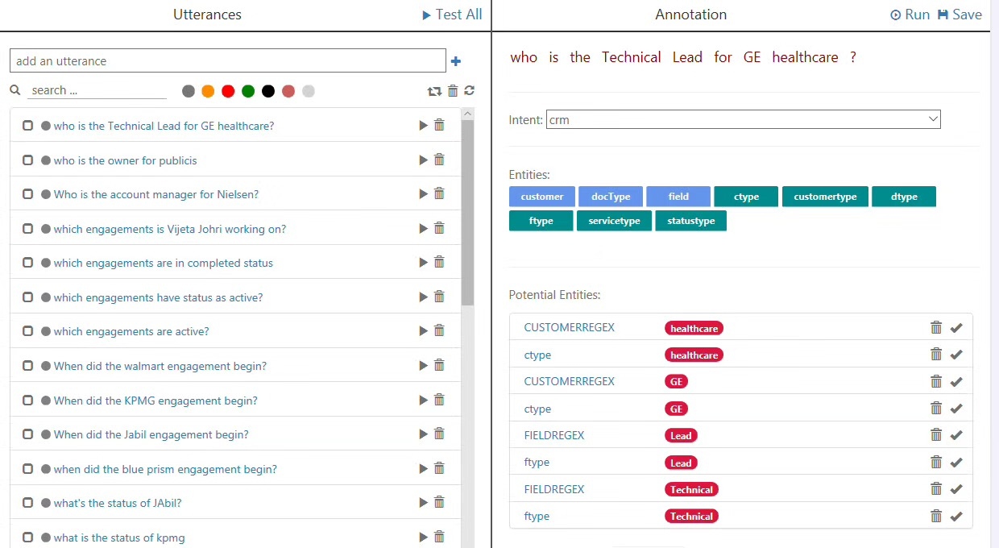 Utterances
Test All
add an utterance
search ...
who is the Technical Lead for GE healthcare?
who is the owner for publicis
Who is the account manager for Nielsen?
which engagements is Vijeta Johri working on?
which engagements are in completed status
which engagements have status as active?
which engagements are active?
When did the walmart engagement begin?
When did the KPMG engagement begin?
When did the Jabil engagement begin?
when did the blue prism engagement begin?
what's the status of JAbil?
what is the status of kpmg
Annotation
Run Save
who is the Technical Lead for GE healthcare ?
Intent: crm
Entities:
customer docType field ctype customertype dtype
ftype servicetype statustype
Potential Entities:
CUSTOMERREGEX healthcare
ctype healthcare
CUSTOMERREGEX GE
ctype GE
FIELDREGEX Lead
ftype Lead
FIELDREGEX Technical
ftype Technical